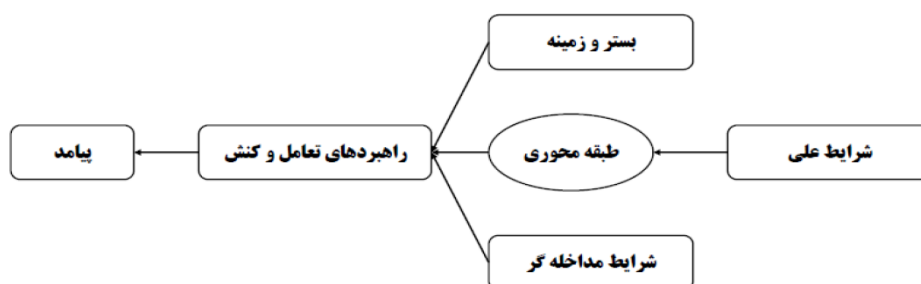 بستر و زمینه
شرایط علی
طبقه محوری
راهبردهای تعامل و کنش
پیامد
شرایط مداخله گر